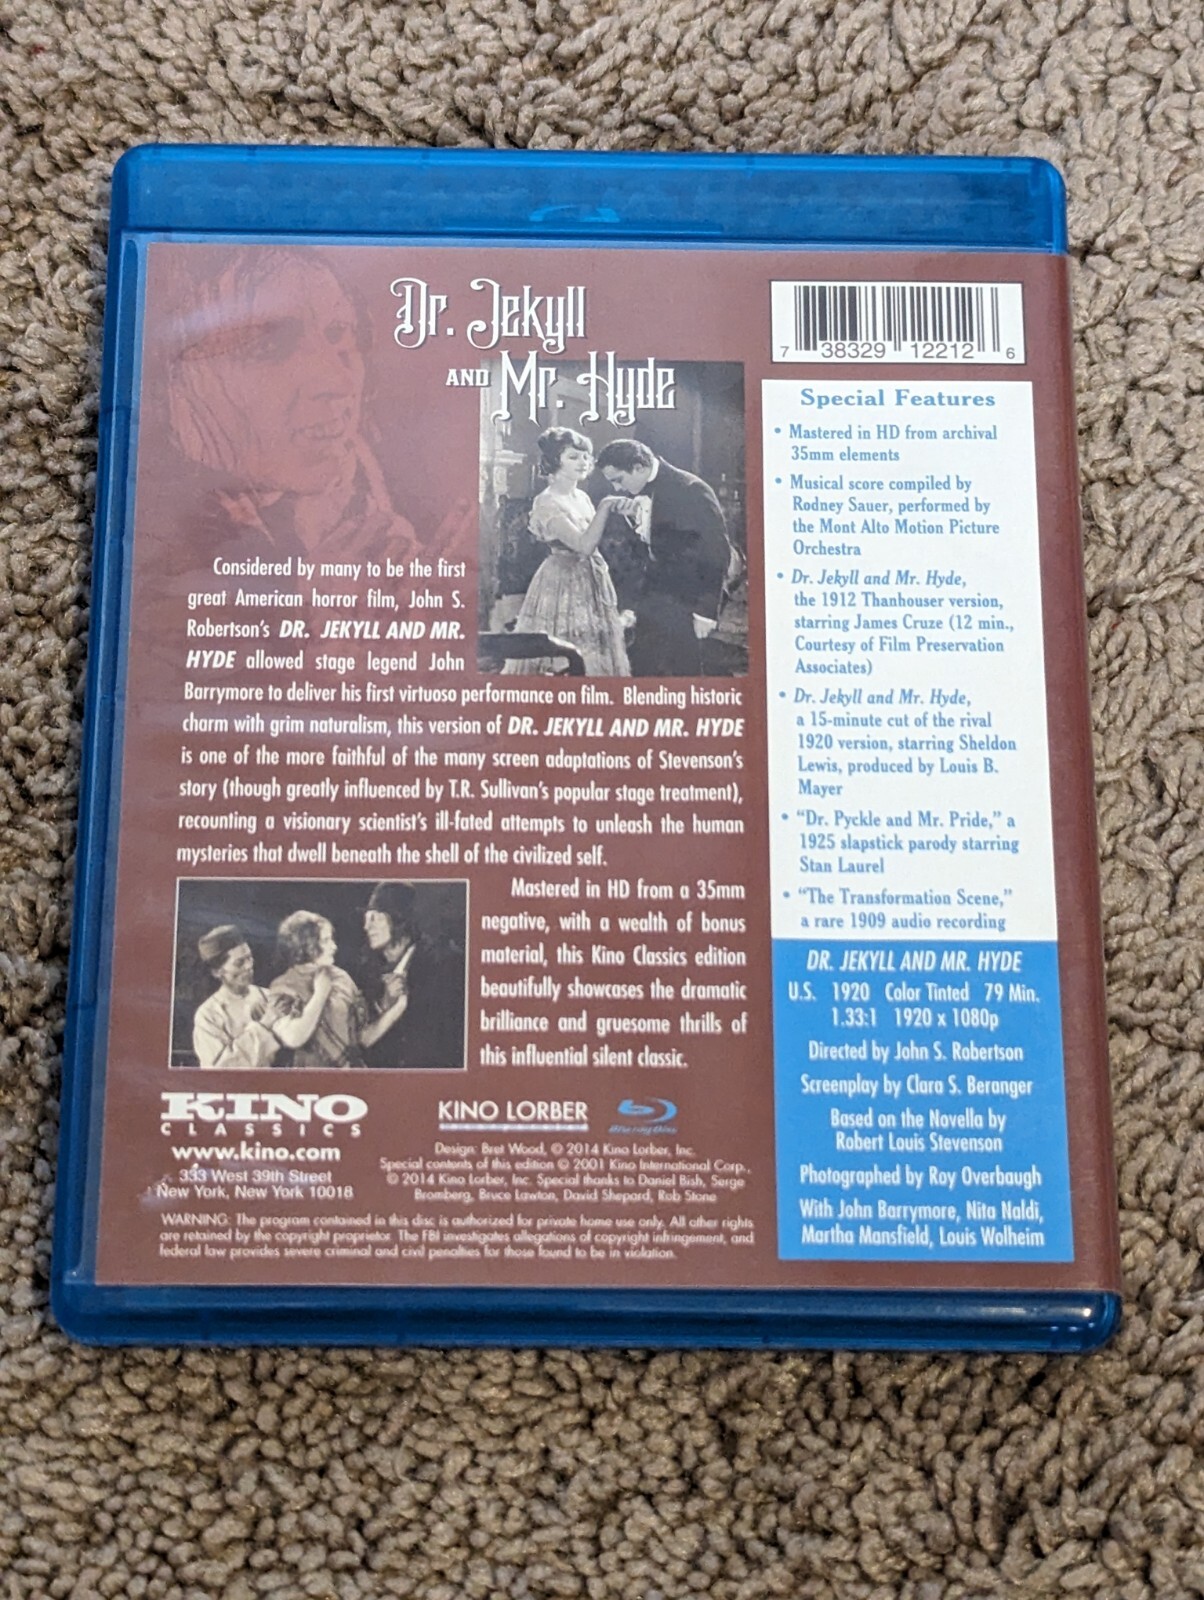 Dr. Jekyll
AND Mr. Hyde
Considered by many to be the first
great American horror film, John S.
Robertson's DR. JEKYLL AND MR.
HYDE allowed stage legend John
Barrymore to deliver his first virtuoso performance on film. Blending historic
charm with grim naturalism, this version of DR. JEKYLL AND MR. HYDE
is one of the more faithful of the many screen adaptations of Stevenson's
story (though greatly influenced by T.R. Sullivan's popular stage treatment),
recounting a visionary scientist's ill-fated attempts to unleash the human
mysteries that dwell beneath the shell of the civilized self.
Mastered in HD from a 35mm
negative, with a wealth of bonus
material, this Kino Classics edition
beautifully showcases the dramatic
brilliance and gruesome thrills of
this influential silent classic.
KINO
CLASSICS
www.kino.com
333 West 39th Street
New York, New York 10018
KINO LORBER
Blu-ray Disc
Design: Bret Wood, © 2014 Kino Lorber, Inc.
Special contents of this edition © 2001 Kino International Corp.,
© 2014 Kino Lorber, Inc. Special thanks to Daniel Bish, Serge
Bromberg, Bruce Lawton, David Shepard, Rob Stone
WARNING: The program contained in this disc is authorized for private home use only. All other rights
are retained by the copyright proprietor. The FBI investigates allegations of copyright infringement, and
federal law provides severe criminal and civil penalties for those found to be in violation.
7 38329 12212 6
Special Features
• Mastered in HD from archival
35mm elements
• Musical score compiled by
Rodney Sauer, performed by
the Mont Alto Motion Picture
Orchestra
• Dr. Jekyll and Mr. Hyde,
the 1912 Thanhouser version,
starring James Cruze (12 min.,
Courtesy of Film Preservation
Associates)
• Dr. Jekyll and Mr. Hyde,
a 15-minute cut of the rival
1920 version, starring Sheldon
Lewis, produced by Louis B.
Mayer
• “Dr. Pyckle and Mr. Pride,” a
1925 slapstick parody starring
Stan Laurel
• “The Transformation Scene,”
a rare 1909 audio recording
DR. JEKYLL AND MR. HYDE
U.S. 1920 Color Tinted 79 Min.
1.33:1 1920 x 1080p
Directed by John S. Robertson
Screenplay by Clara S. Beranger
Based on the Novella by
Robert Louis Stevenson
Photographed by Roy Overbaugh
With John Barrymore, Nita Naldi,
Martha Mansfield, Louis Wolheim